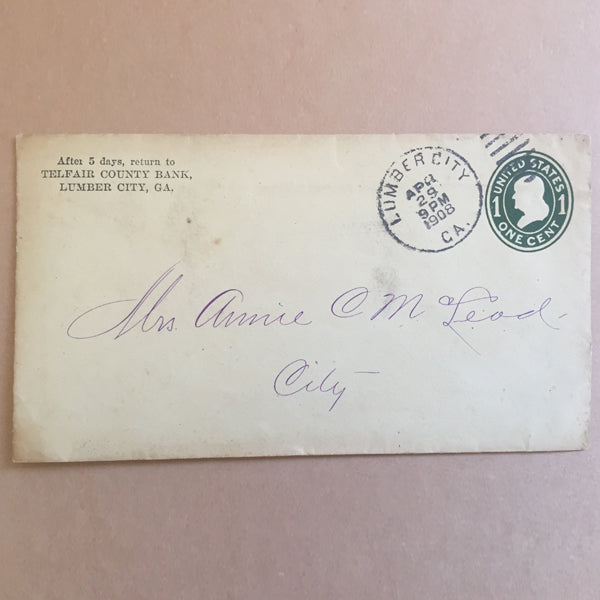 After 5 days, return to
TELFAIR COUNTY BANK,
LUMBER CITY, GA.
LUMBER CITY
APR
29
9 PM
1908
GA.
UNITED STATES
1 1
ONE CENT
Mrs. Annie C McLeod
City